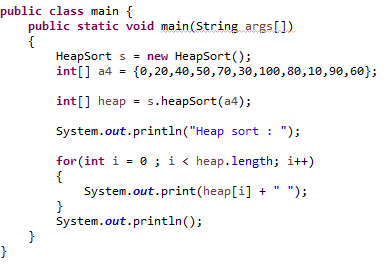 public class main {
    public static void main(String args[])
    {
        HeapSort s = new HeapSort();
        int[] a4 = {0,20,40,50,70,30,100,80,10,90,60};
        int[] heap = s.heapSort(a4);
        System.out.println("Heap sort : ");
        for(int i = 0 ; i < heap.length; i++)
        {
            System.out.print(heap[i] + " ");
        }
        System.out.println();
    }
}